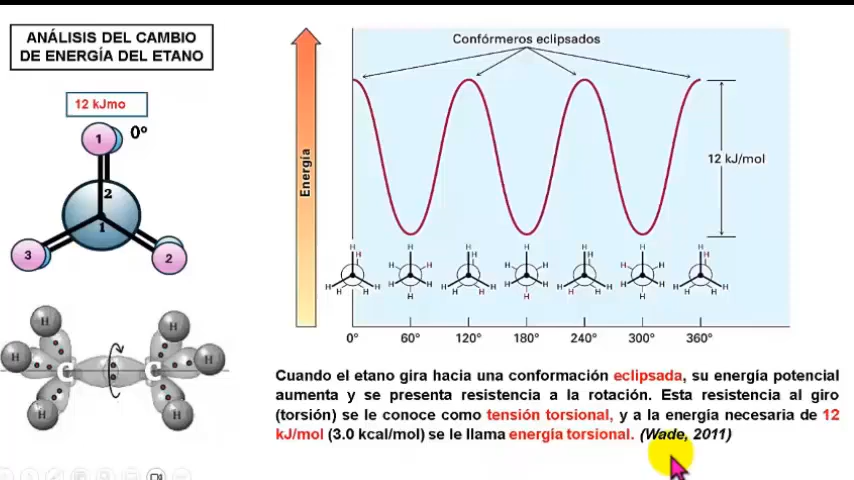 ANÁLISIS DEL CAMBIO
DE ENERGÍA DEL ETANO
12 kJmo
0º
1
2
1
3
2
H
H
H
H
H
H
C
C
Energía
Confórmeros eclipsados
12 kJ/mol
H H H H H H H
H H H H H H H
H H H H H H H
H H H H H H H
H H H H H H H
H H H H H H H
0° 60° 120° 180° 240° 300° 360°
Cuando el etano gira hacia una conformación eclipsada, su energía potencial
aumenta y se presenta resistencia a la rotación. Esta resistencia al giro
(torsión) se le conoce como tensión torsional, y a la energía necesaria de 12
kJ/mol (3.0 kcal/mol) se le llama energía torsional. (Wade, 2011)